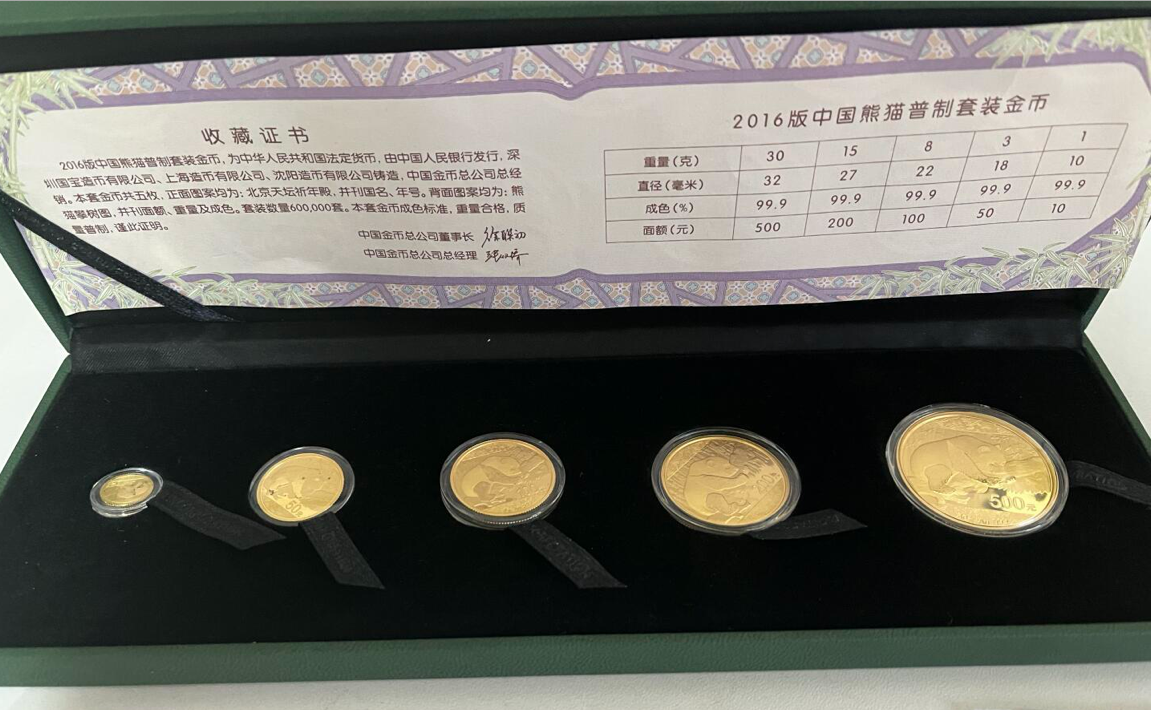 收藏证书
2016版中国熊猫普制套装金币，为中华人民共和国法定货币，由中国人民银行发行，深
圳国宝造币有限公司、上海造币有限公司、沈阳造币有限公司铸造，中国金币总公司总经
销。本套金币共五枚，正面图案均为：北京天坛祈年殿，并刊国名、年号。背面图案均为：熊
猫攀树图，并刊面额、重量及成色。套装数量600,000套。本套金币成色标准，重量合格，质
量普制，谨此证明。
中国金币总公司董事长
中国金币总公司总经理
2016版中国熊猫普制套装金币
重量（克） 30 15 8 3 1
直径（毫米） 32 27 22 18 10
成色（%） 99.9 99.9 99.9 99.9 99.9
面额（元） 500 200 100 50 10
50
200
500元